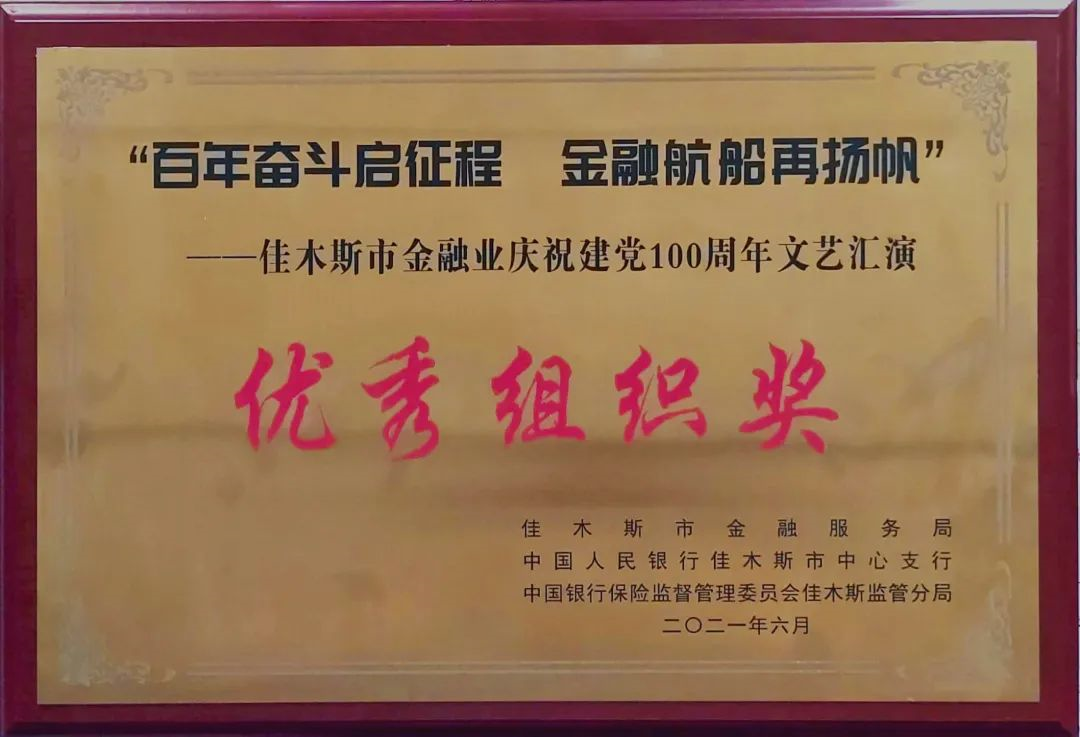 “百年奋斗启征程 金融航船再扬帆”
——佳木斯市金融业庆祝建党100周年文艺汇演
优秀组织奖
佳木斯市金融服务局
中国人民银行佳木斯市中心支行
中国银行保险监督管理委员会佳木斯监管分局
二〇二一年六月